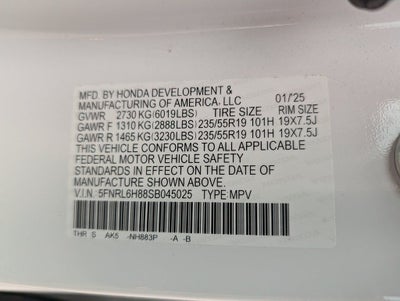 MFD. BY HONDA DEVELOPMENT &
MANUFACTURING OF AMERICA, LLC 01/25
GVWR 2730 KG (6019LBS) TIRE SIZE RIM SIZE
GAWR F 1310 KG (2888LBS) 235/55R19 101H 19X7.5J
GAWR R 1465 KG (3230LBS) 235/55R19 101H 19X7.5J
THIS VEHICLE CONFORMS TO ALL APPLICABLE
FEDERAL MOTOR VEHICLE SAFETY
STANDARDS IN EFFECT ON THE DATE OF
MANUFACTURE SHOWN ABOVE.
V.I.N.: 5FNRL6H88SB045025 TYPE MPV
THR S AK5 -NH883P -A -B